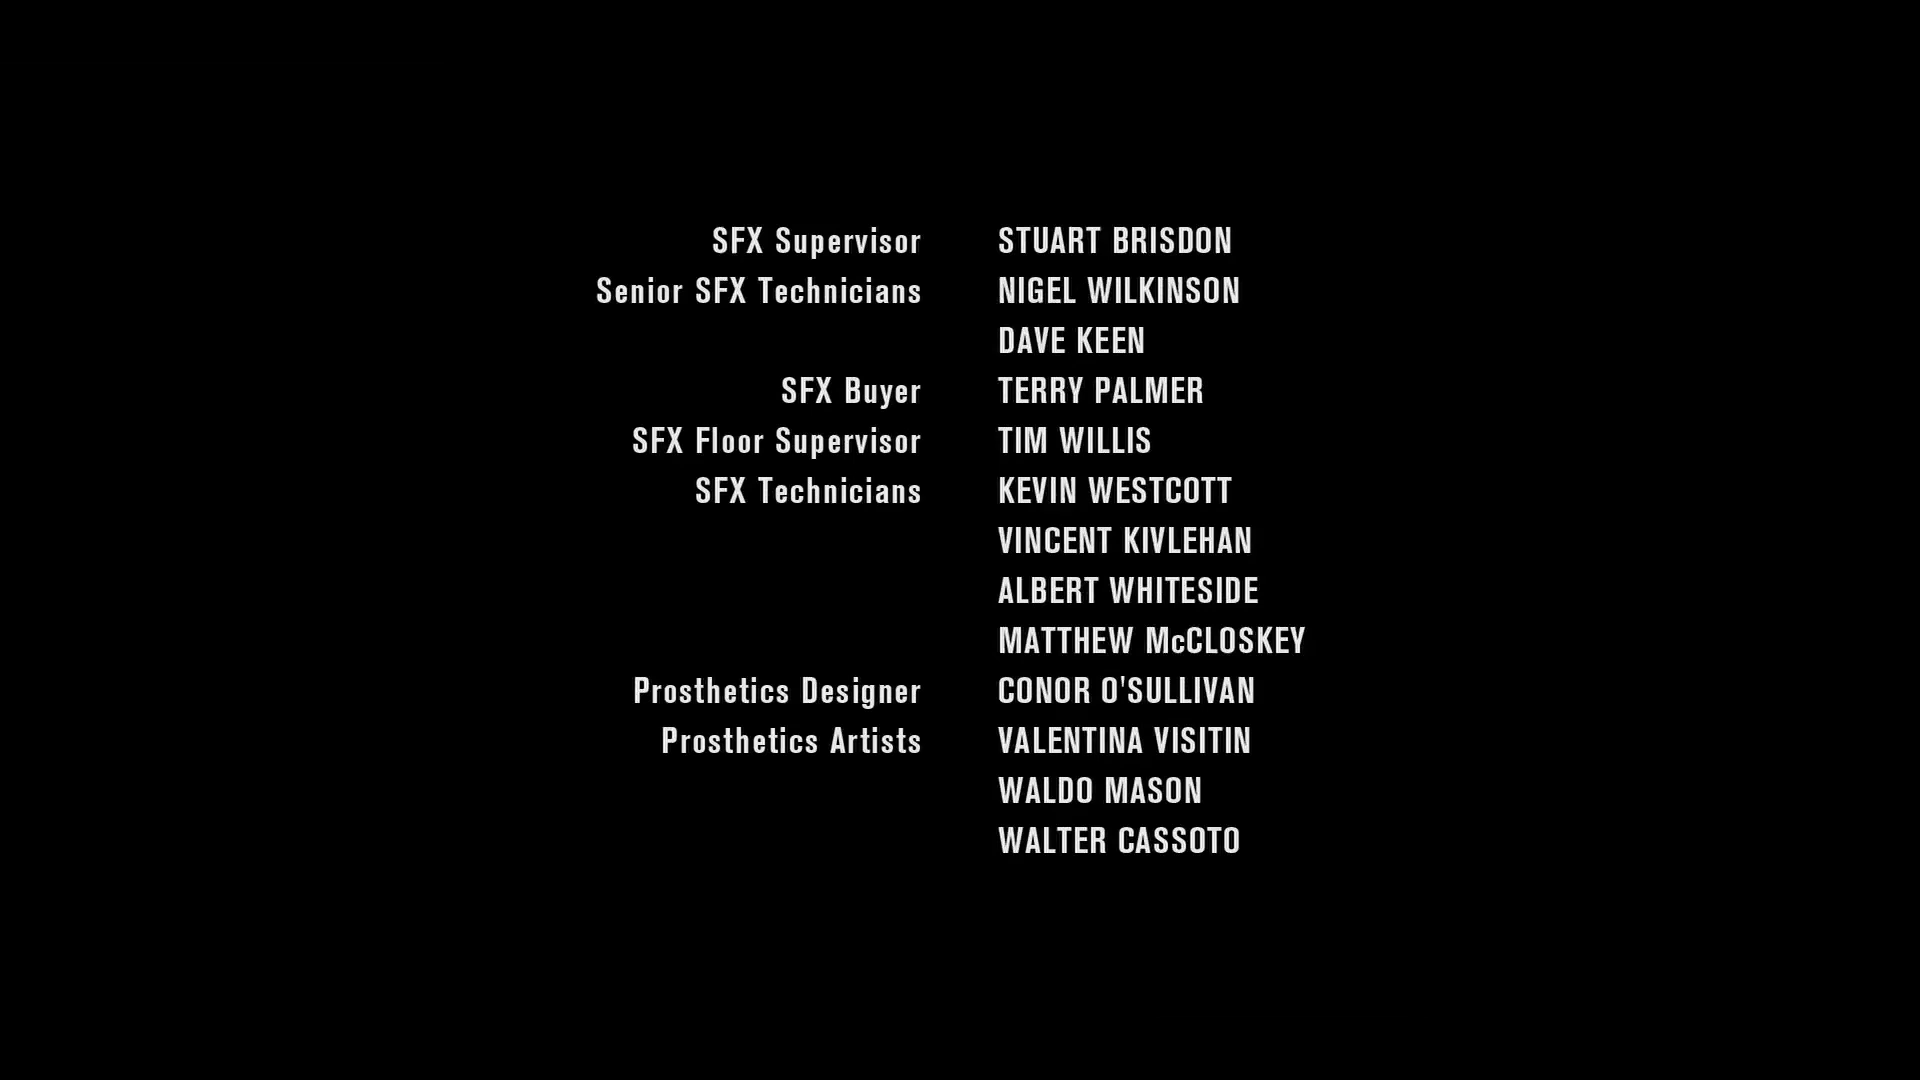 SFX Supervisor STUART BRISDON
Senior SFX Technicians NIGEL WILKINSON
DAVE KEEN
SFX Buyer TERRY PALMER
SFX Floor Supervisor TIM WILLIS
SFX Technicians KEVIN WESTCOTT
VINCENT KIVLEHAN
ALBERT WHITESIDE
MATTHEW McCLOSKEY
Prosthetics Designer CONOR O'SULLIVAN
Prosthetics Artists VALENTINA VISITIN
WALDO MASON
WALTER CASSOTO